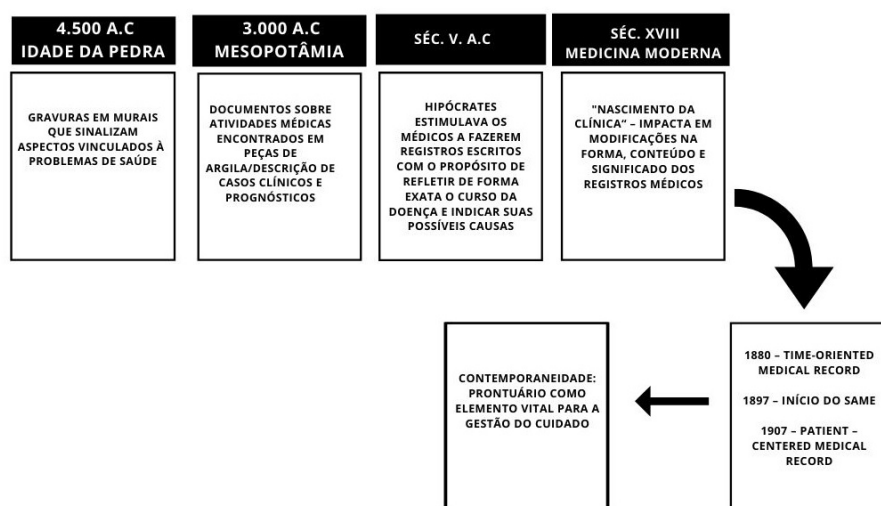 4.500 A.C
IDADE DA PEDRA
GRAVURAS EM MURAIS
QUE SINALIZAM
ASPECTOS VINCULADOS À
PROBLEMAS DE SAÚDE
3.000 A.C
MESOPOTÂMIA
DOCUMENTOS SOBRE
ATIVIDADES MÉDICAS
ENCONTRADOS EM
PEÇAS DE
ARGILA/DESCRIÇÃO DE
CASOS CLÍNICOS E
PROGNÓSTICOS
SÉC. V. A.C
HIPÓCRATES
ESTIMULAVA OS
MÉDICOS A FAZEREM
REGISTROS ESCRITOS
COM O PROPÓSITO DE
REFLETIR DE FORMA
EXATA O CURSO DA
DOENÇA E INDICAR SUAS
POSSÍVEIS CAUSAS
SÉC. XVIII
MEDICINA MODERNA
"NASCIMENTO DA
CLÍNICA" – IMPACTA EM
MODIFICAÇÕES NA
FORMA, CONTEÚDO E
SIGNIFICADO DOS
REGISTROS MÉDICOS
1880 – TIME-ORIENTED
MEDICAL RECORD
1897 – INÍCIO DO SAME
1907 – PATIENT –
CENTERED MEDICAL
RECORD
CONTEMPORANEIDADE:
PRONTUÁRIO COMO
ELEMENTO VITAL PARA A
GESTÃO DO CUIDADO